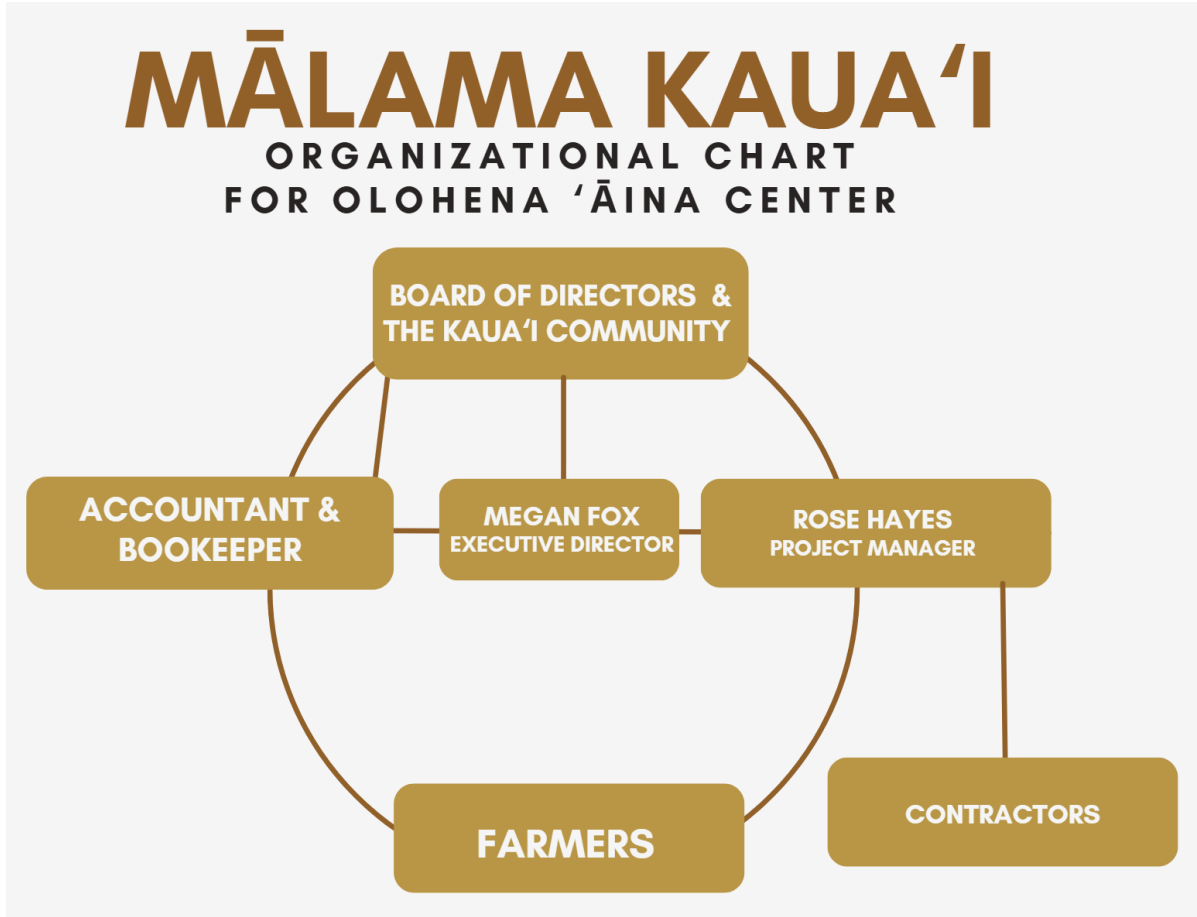 MĀLAMA KAUAʻI
ORGANIZATIONAL CHART
FOR OLOHENA ʻĀINA CENTER
BOARD OF DIRECTORS &
THE KAUAʻI COMMUNITY
ACCOUNTANT &
BOOKEEPER
MEGAN FOX
EXECUTIVE DIRECTOR
ROSE HAYES
PROJECT MANAGER
CONTRACTORS
FARMERS